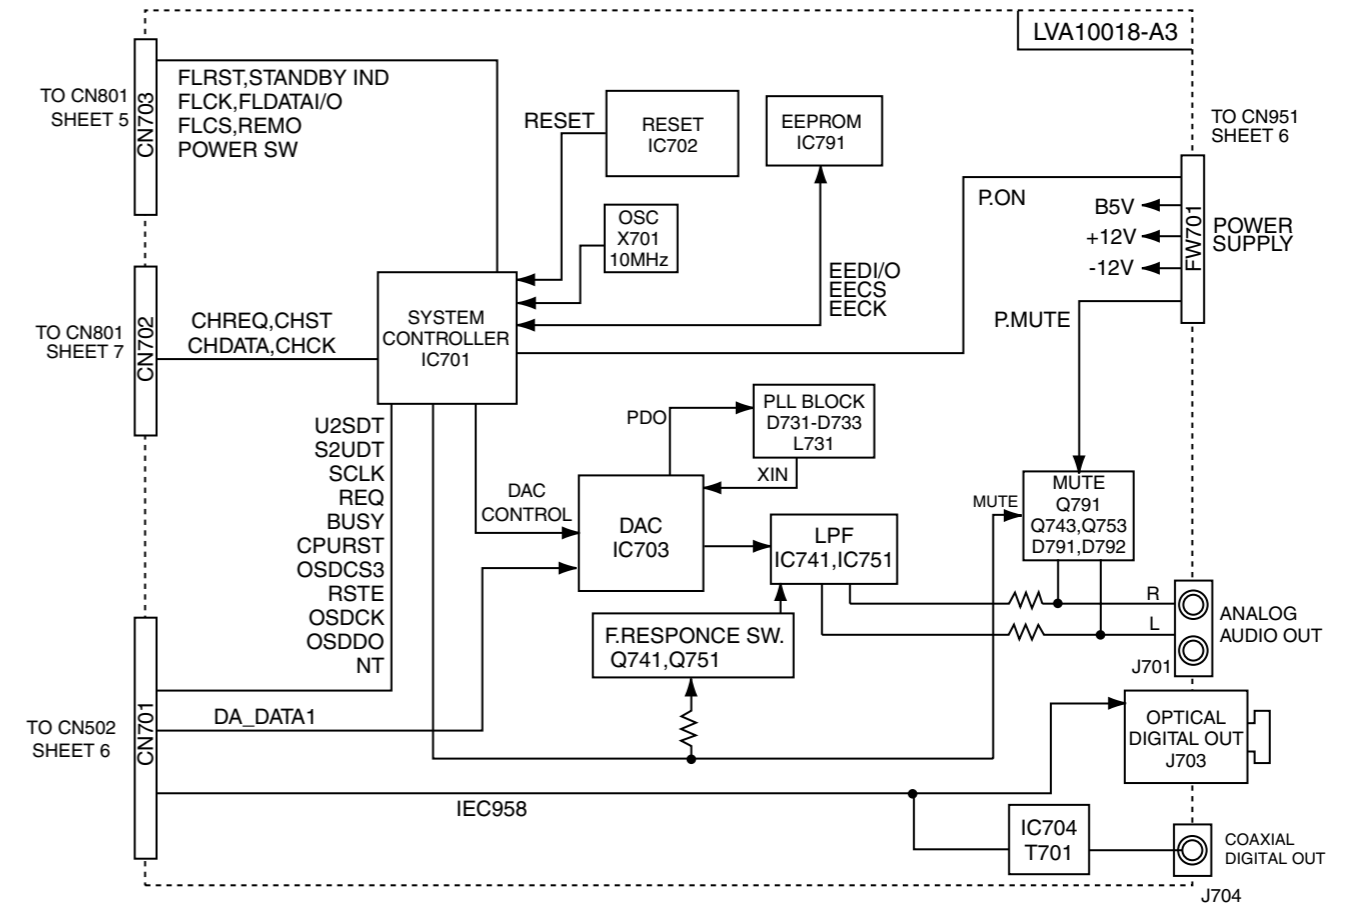 LVA10018-A3
TO CN801
SHEET 5
CN703
FLRST,STANDBY IND
FLCK,FLDATAI/O
FLCS,REMO
POWER SW
RESET
RESET
IC702
EEPROM
IC791
TO CN951
SHEET 6
OSC
X701
10MHz
P.ON
B5V
+12V
-12V
FW701
POWER
SUPPLY
EEDI/O
EECS
EECK
TO CN801
SHEET 7
CN702
CHREQ,CHST
CHDATA,CHCK
SYSTEM
CONTROLLER
IC701
P.MUTE
U2SDT
S2UDT
SCLK
REQ
BUSY
CPURST
OSDCS3
RSTE
OSDCK
OSDDO
NT
PDO
PLL BLOCK
D731-D733
L731
XIN
DAC
CONTROL
DAC
IC703
LPF
IC741,IC751
MUTE
MUTE
Q791
Q743,Q753
D791,D792
F.RESPONCE SW.
Q741,Q751
R
L
ANALOG
AUDIO OUT
J701
TO CN502
SHEET 6
CN701
DA_DATA1
OPTICAL
DIGITAL OUT
J703
IEC958
IC704
T701
COAXIAL
DIGITAL OUT
J704